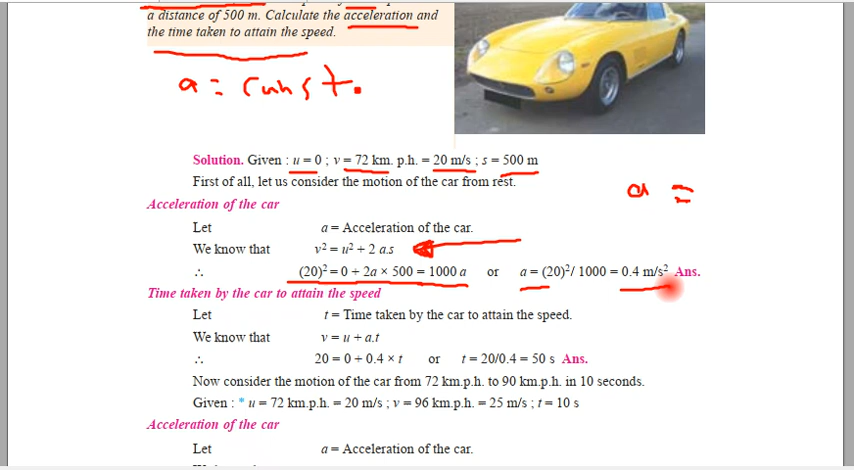 a distance of 500 m. Calculate the acceleration and
the time taken to attain the speed.
a = const.
Solution. Given : u = 0 ; v = 72 km. p.h. = 20 m/s ; s = 500 m
First of all, let us consider the motion of the car from rest.
a =
Acceleration of the car
Let a = Acceleration of the car.
We know that v² = u² + 2 a.s
∴ (20)² = 0 + 2a × 500 = 1000 a or a = (20)²/ 1000 = 0.4 m/s² Ans.
Time taken by the car to attain the speed
Let t = Time taken by the car to attain the speed.
We know that v = u + a.t
∴ 20 = 0 + 0.4 × t or t = 20/0.4 = 50 s Ans.
Now consider the motion of the car from 72 km.p.h. to 90 km.p.h. in 10 seconds.
Given : * u = 72 km.p.h. = 20 m/s ; v = 96 km.p.h. = 25 m/s ; t = 10 s
Acceleration of the car
Let a = Acceleration of the car.